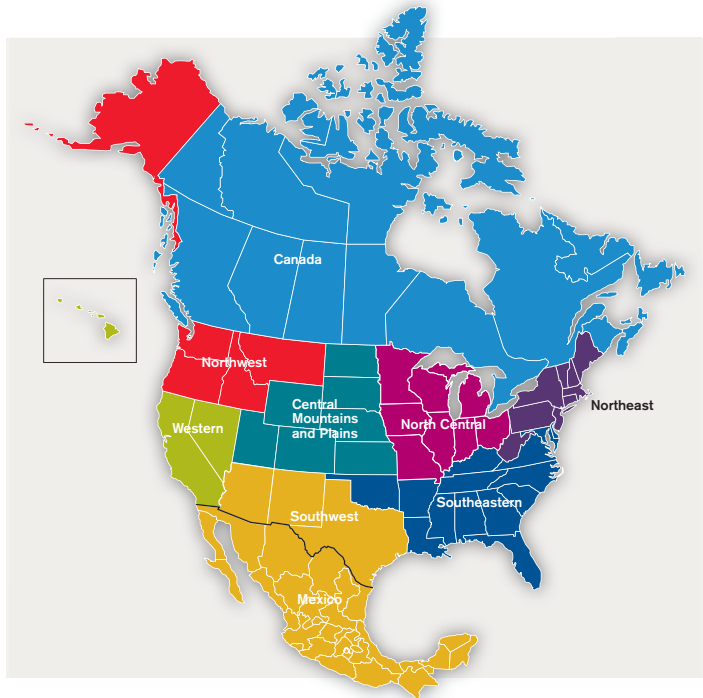 Canada
Northwest
Central
Mountains
and Plains
Northeast
Western
North Central
Southeastern
Southwest
Mexico